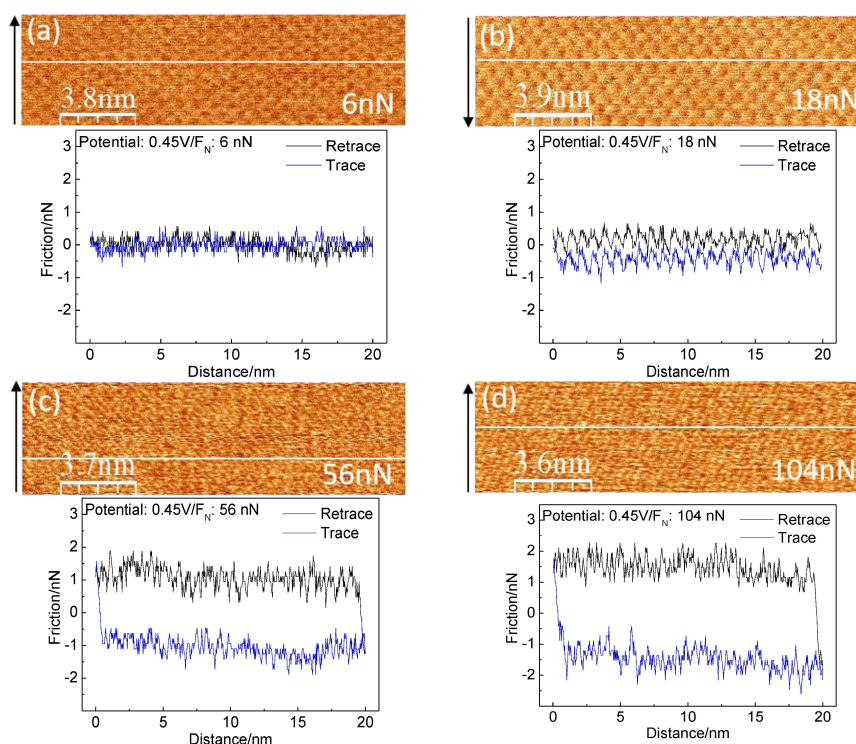 (a)
3.8nm
6nN
Potential: 0.45V/F_N: 6 nN
Retrace
Trace
3
2
1
0
-1
-2
Friction/nN
0 5 10 15 20
Distance/nm
(b)
3.9nm
18nN
Potential: 0.45V/F_N: 18 nN
Retrace
Trace
3
2
1
0
-1
-2
Friction/nN
0 5 10 15 20
Distance/nm
(c)
3.7nm
56nN
Potential: 0.45V/F_N: 56 nN
Retrace
Trace
3
2
1
0
-1
-2
Friction/nN
0 5 10 15 20
Distance/nm
(d)
3.6nm
104nN
Potential: 0.45V/F_N: 104 nN
Retrace
Trace
3
2
1
0
-1
-2
Friction/nN
0 5 10 15 20
Distance/nm